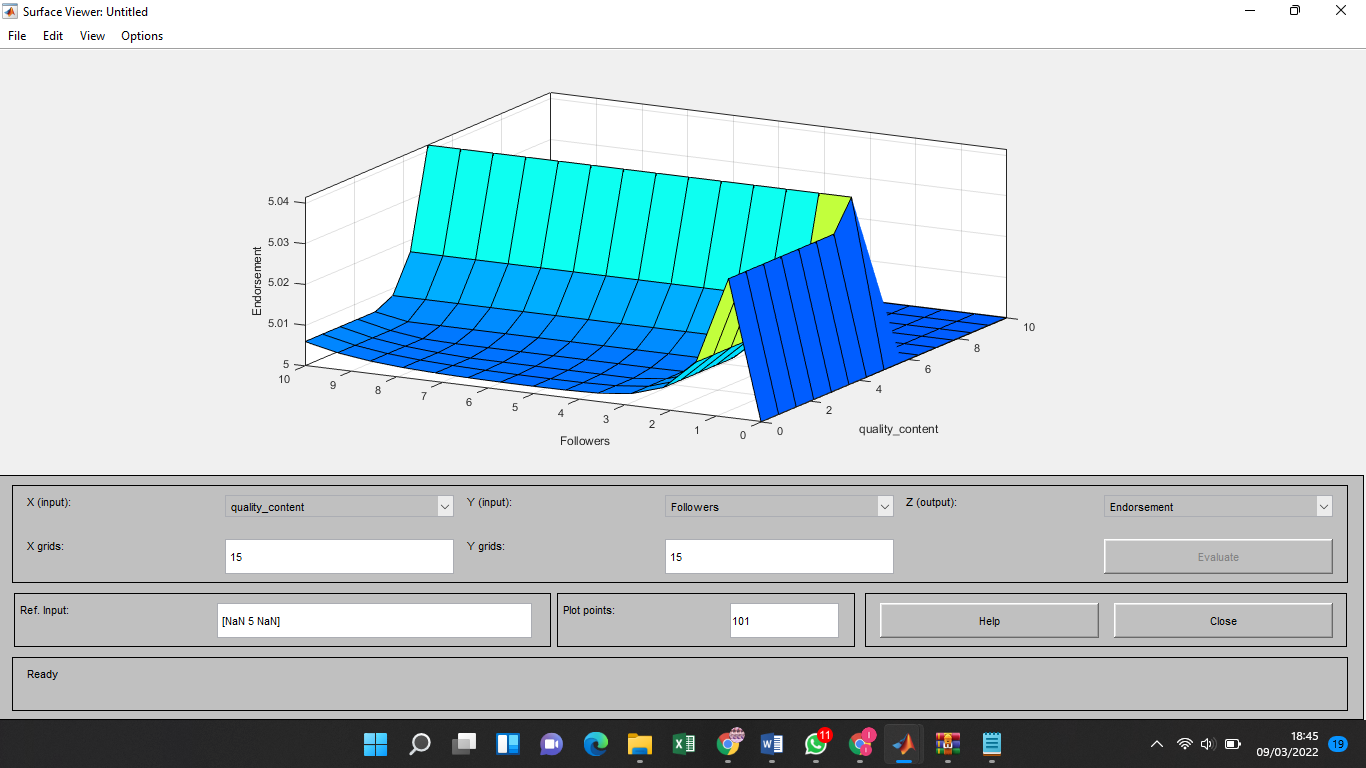 Surface Viewer: Untitled
File Edit View Options
5.04
5.03
5.02
5.01
5
Endorsement
10
9
8
7
6
5
4
3
2
1
0
Followers
0
2
4
6
8
10
quality_content
X (input): quality_content Y (input): Followers Z (output): Endorsement
X grids: 15 Y grids: 15 Evaluate
Ref. Input: [NaN 5 NaN] Plot points: 101 Help Close
Ready
11
18:45
09/03/2022
19